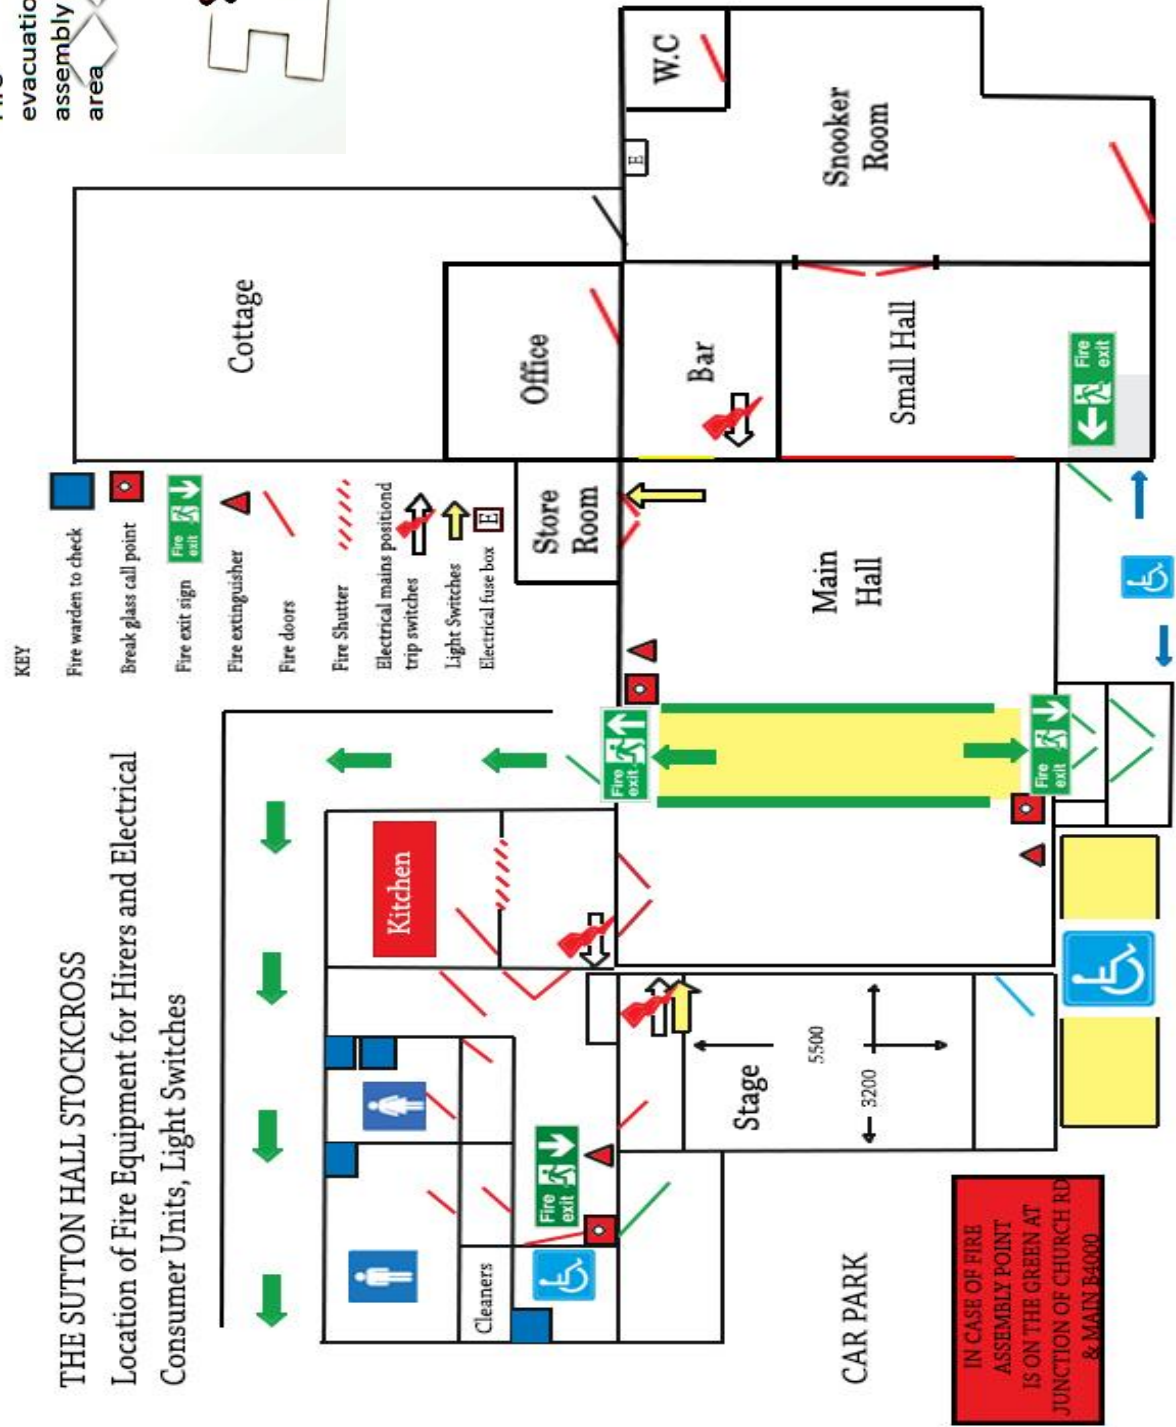 THE SUTTON HALL STOCKCROSS
Location of Fire Equipment for Hirers and Electrical
Consumer Units, Light Switches
KEY
Fire warden to check
Break glass call point
Fire exit sign
Fire exit
Fire extinguisher
Fire doors
Fire Shutter
Electrical mains positiond
trip switches
Light Switches
Electrical fuse box
E
evacuatio
assembly
area
Cottage
Office
Store
Room
Bar
W.C
E
Snooker
Room
Small Hall
Fire
exit
Main
Hall
Fire
exit
Fire
exit
Kitchen
Fire
exit
Cleaners
Stage
5500
3200
CAR PARK
IN CASE OF FIRE
ASSEMBLY POINT
IS ON THE GREEN AT
JUNCTION OF CHURCH RD
& MAIN B4000